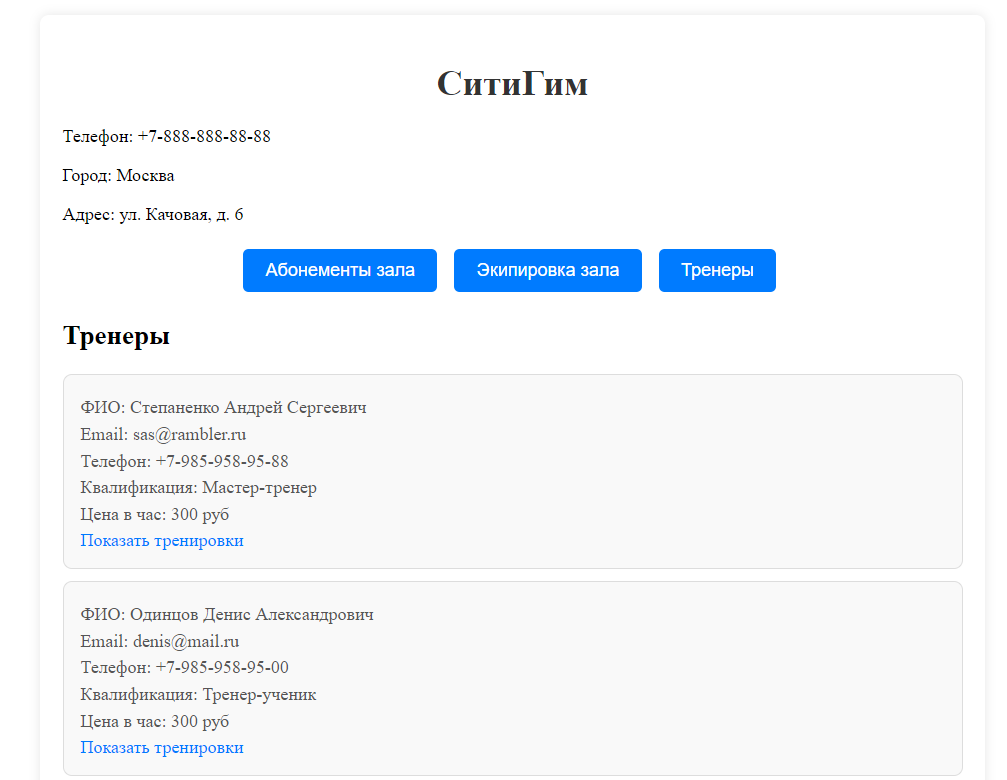 СитиГим
Телефон: +7-888-888-88-88
Город: Москва
Адрес: ул. Качовая, д. 6
Абонементы зала Экипировка зала Тренеры
Тренеры
ФИО: Степаненко Андрей Сергеевич
Email: sas@rambler.ru
Телефон: +7-985-958-95-88
Квалификация: Мастер-тренер
Цена в час: 300 руб
Показать тренировки
ФИО: Одинцов Денис Александрович
Email: denis@mail.ru
Телефон: +7-985-958-95-00
Квалификация: Тренер-ученик
Цена в час: 300 руб
Показать тренировки